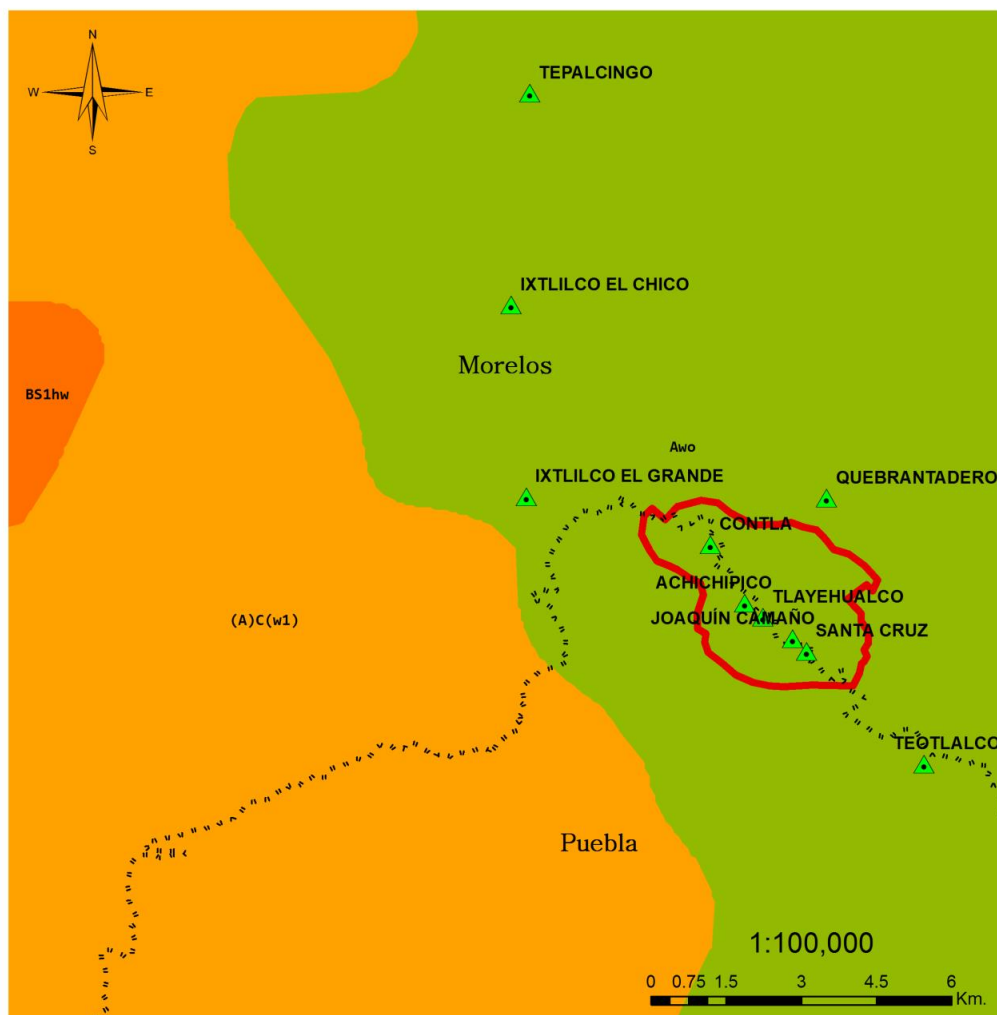 N
TEPALCINGO
W E
S
IXTLILCO EL CHICO
Morelos
BS1hw
Awo
IXTLILCO EL GRANDE
QUEBRANTADERO
CONTLA
ACHICHIPICO
TLAYEHUALCO
JOAQUÍN CAMAÑO
SANTA CRUZ
(A)C(w1)
TEOTLALCO
Puebla
1:100,000
0 0.75 1.5 3 4.5 6
Km.